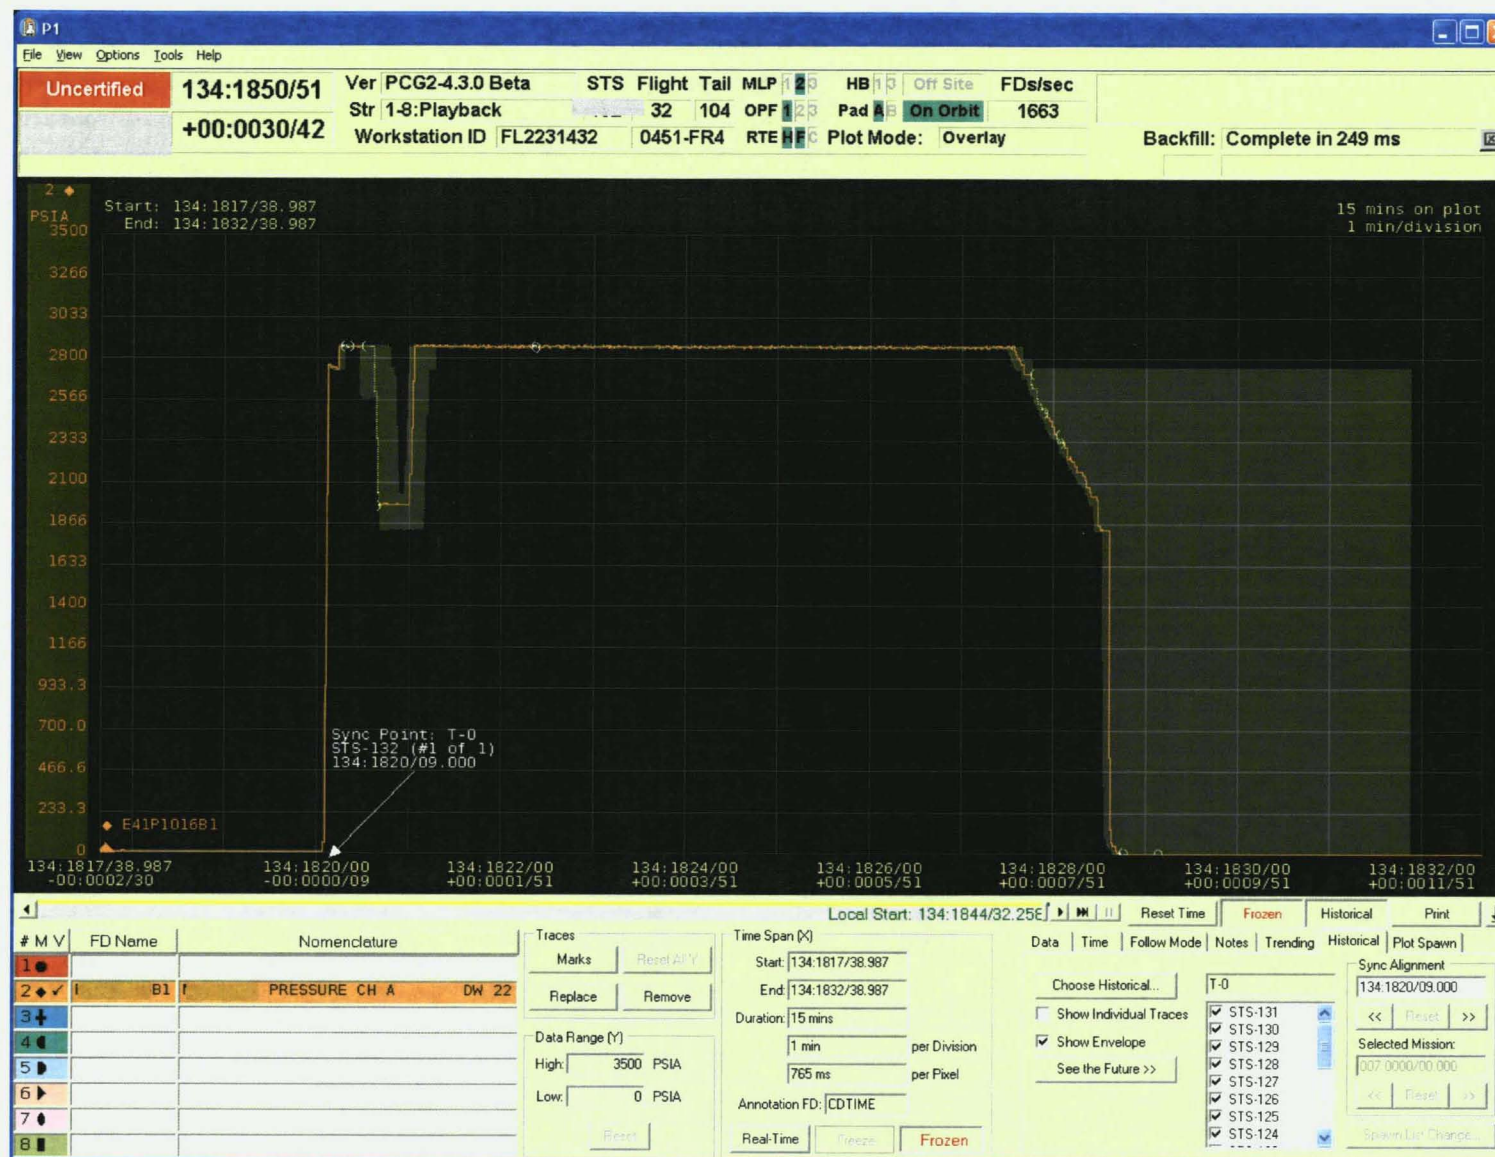 P1
File View Options Tools Help
Uncertified 134:1850/51 Ver PCG2-4.3.0 Beta STS Flight Tail MLP 1 2 3 HB 1 3 Off Site FDs/sec
Str 1-8:Playback 32 104 OPF 1 2 3 Pad A B On Orbit 1663
+00:0030/42 Workstation ID FL2231432 0451-FR4 RTE H F C Plot Mode: Overlay Backfill: Complete in 249 ms
2
PSIA
Start: 134:1817/38.987
End: 134:1832/38.987
15 mins on plot
1 min/division
3500
3266
3033
2800
2566
2333
2100
1866
1633
1400
1166
933.3
700.0
466.6
233.3
0
Sync Point: T-0
STS-132 (#1 of 1)
134:1820/09.000
E41P1016B1
134:1817/38.987 134:1820/00 134:1822/00 134:1824/00 134:1826/00 134:1828/00 134:1830/00 134:1832/00
-00:0002/30 -00:0000/09 +00:0001/51 +00:0003/51 +00:0005/51 +00:0007/51 +00:0009/51 +00:0011/51
Local Start: 134:1844/32.258 Reset Time Frozen Historical Print
# M V FD Name Nomenclature
1
2 B1 PRESSURE CH A DW 22
3
4
5
6
7
8
Traces
Marks Reset All Y
Replace Remove
Data Range (Y)
High: 3500 PSIA
Low: 0 PSIA
Reset
Time Span (X)
Start: 134:1817/38.987
End: 134:1832/38.987
Duration: 15 mins
1 min per Division
765 ms per Pixel
Annotation FD: CDTIME
Real-Time Freeze Frozen
Data Time Follow Mode Notes Trending Historical Plot Spawn
Choose Historical... T-0
Show Individual Traces
Show Envelope
See the Future >>
STS-131
STS-130
STS-129
STS-128
STS-127
STS-126
STS-125
STS-124
Sync Alignment
134:1820/09.000
<< Reset >>
Selected Mission:
007:0000/00.000
<< Reset >>
Spawn List Change...